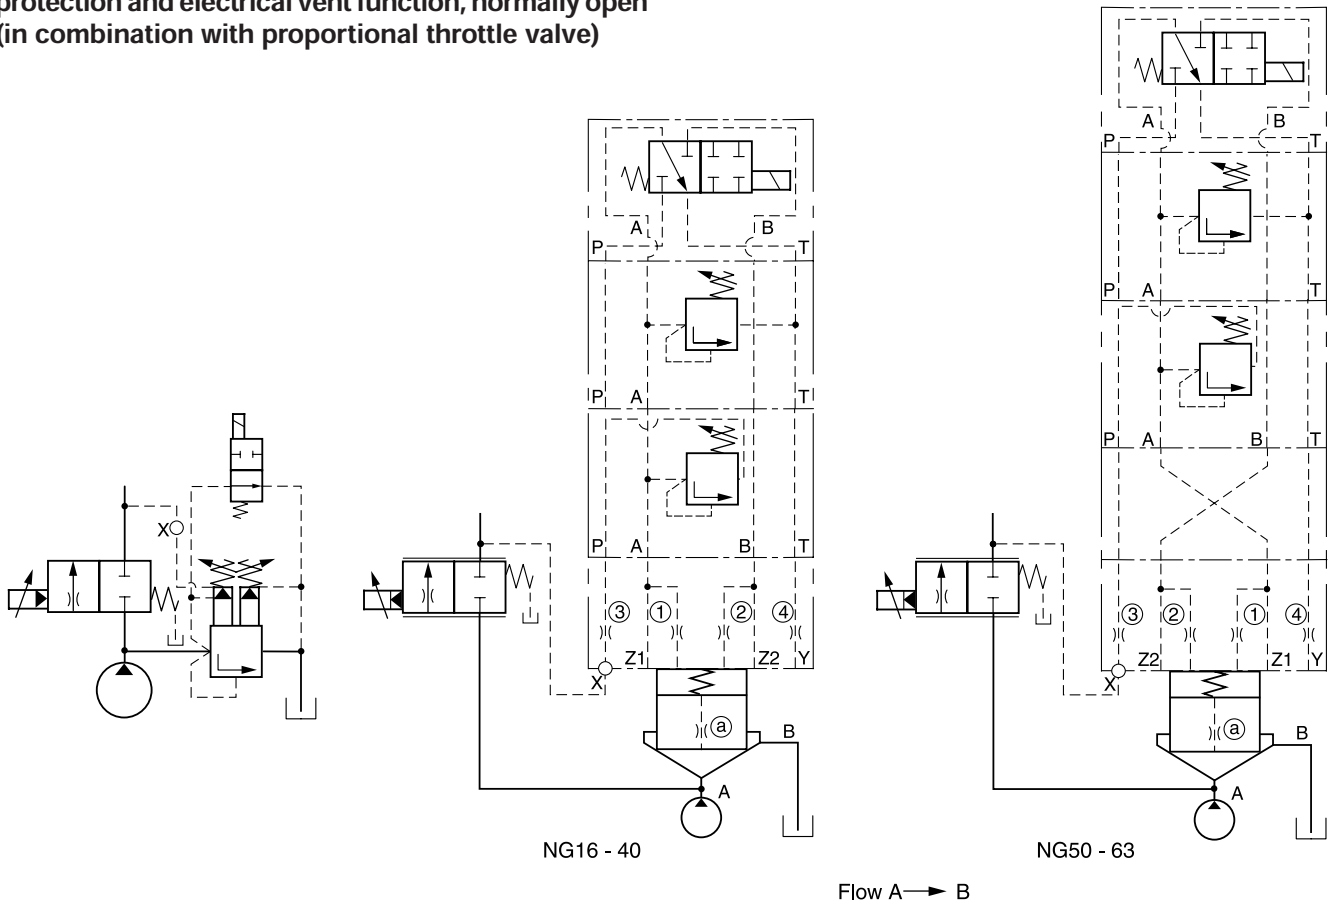 protection and electrical vent function, normally open
(in combination with proportional throttle valve)
A B
P T
P A T
P A B T
3 1 2 4
Z1 Z2 Y
X
a
B
A
NG16 - 40
A B
P T
P A T
P A B T
3 2 1 4
Z2 Z1 Y
X
a
B
A
NG50 - 63
X
Flow A B